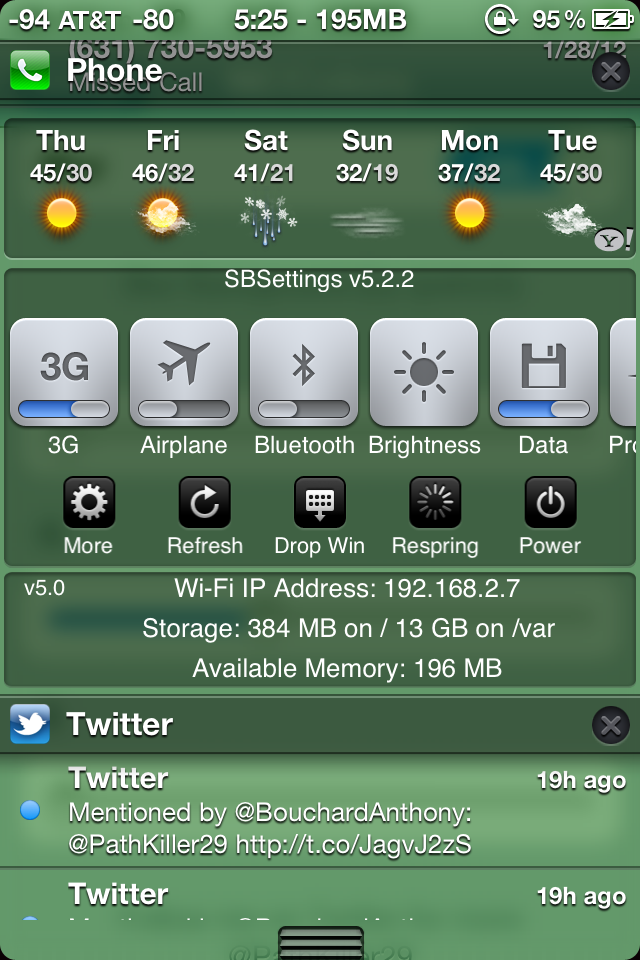 -94 AT&T -80 5:25 - 195MB 95%
(631) 730-5953 1/28/12
Phone
Missed Call
Thu Fri Sat Sun Mon Tue
45/30 46/32 41/21 32/19 37/32 45/30
Y!
SBSettings v5.2.2
3G
3G Airplane Bluetooth Brightness Data Pro
More Refresh Drop Win Respring Power
v5.0 Wi-Fi IP Address: 192.168.2.7
Storage: 384 MB on / 13 GB on /var
Available Memory: 196 MB
Twitter
Twitter 19h ago
Mentioned by @BouchardAnthony:
@PathKiller29 http://t.co/JagvJ2zS
Twitter 19h ago
@PathKiller29